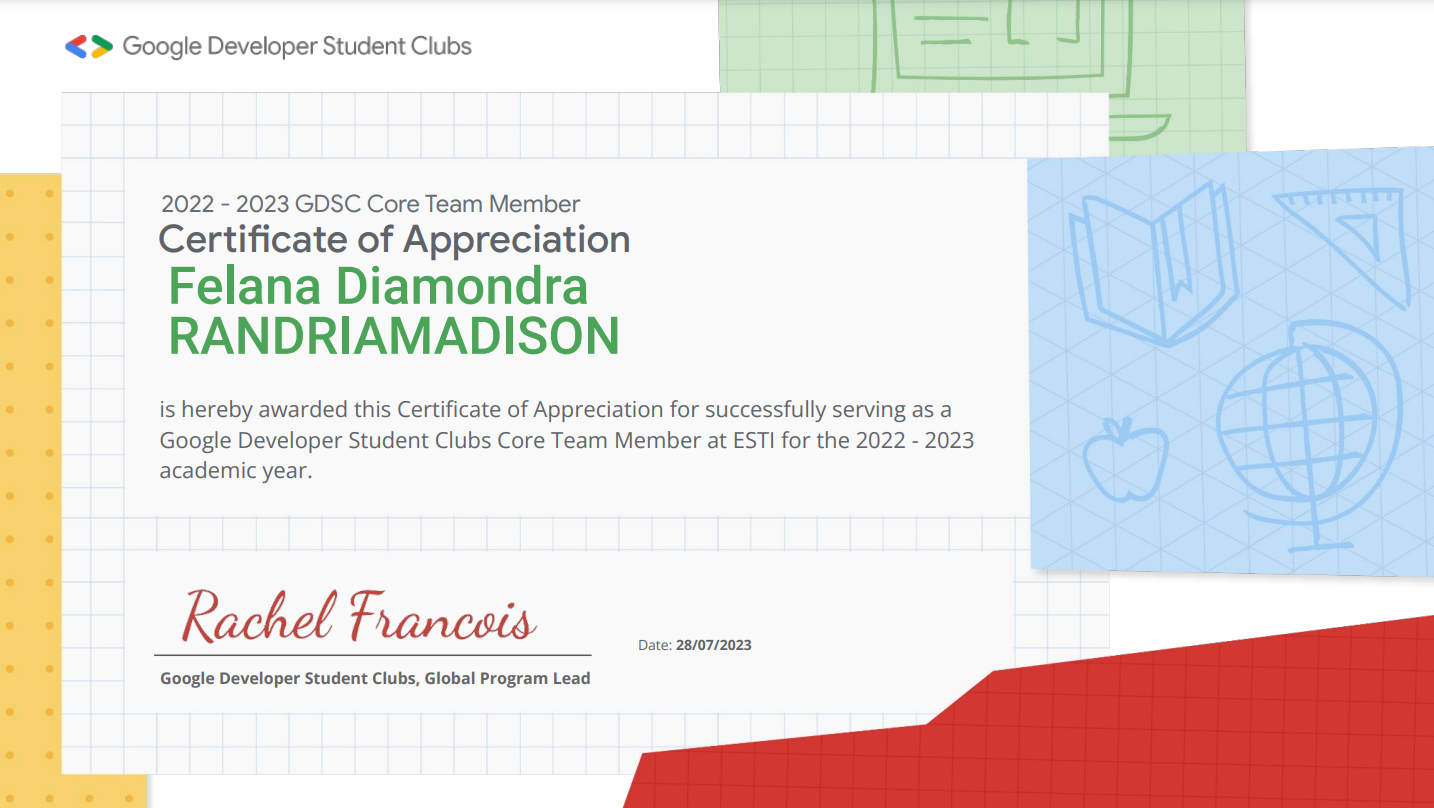 Google Developer Student Clubs
2022 - 2023 GDSC Core Team Member
Certificate of Appreciation
Felana Diamondra
RANDRIAMADISON
is hereby awarded this Certificate of Appreciation for successfully serving as a
Google Developer Student Clubs Core Team Member at ESTI for the 2022 - 2023
academic year.
Rachel Francois
Date: 28/07/2023
Google Developer Student Clubs, Global Program Lead